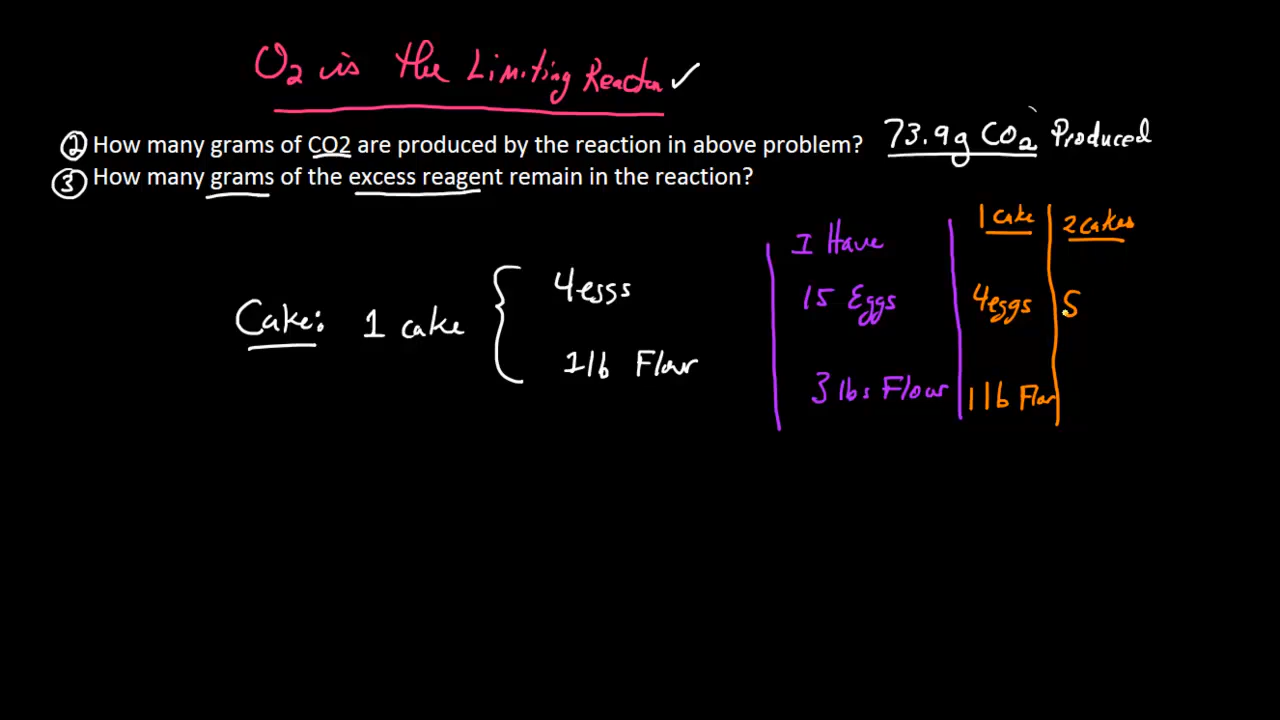 O2 is the Limiting Reactan
② How many grams of CO2 are produced by the reaction in above problem? 73.9g CO2 Produced
③ How many grams of the excess reagent remain in the reaction?
I Have 1 cake 2 cakes
Cake: 1 cake 4 eggs 15 Eggs 4 eggs S
1 lb Flour 3 lbs Flour 1 lb Flour